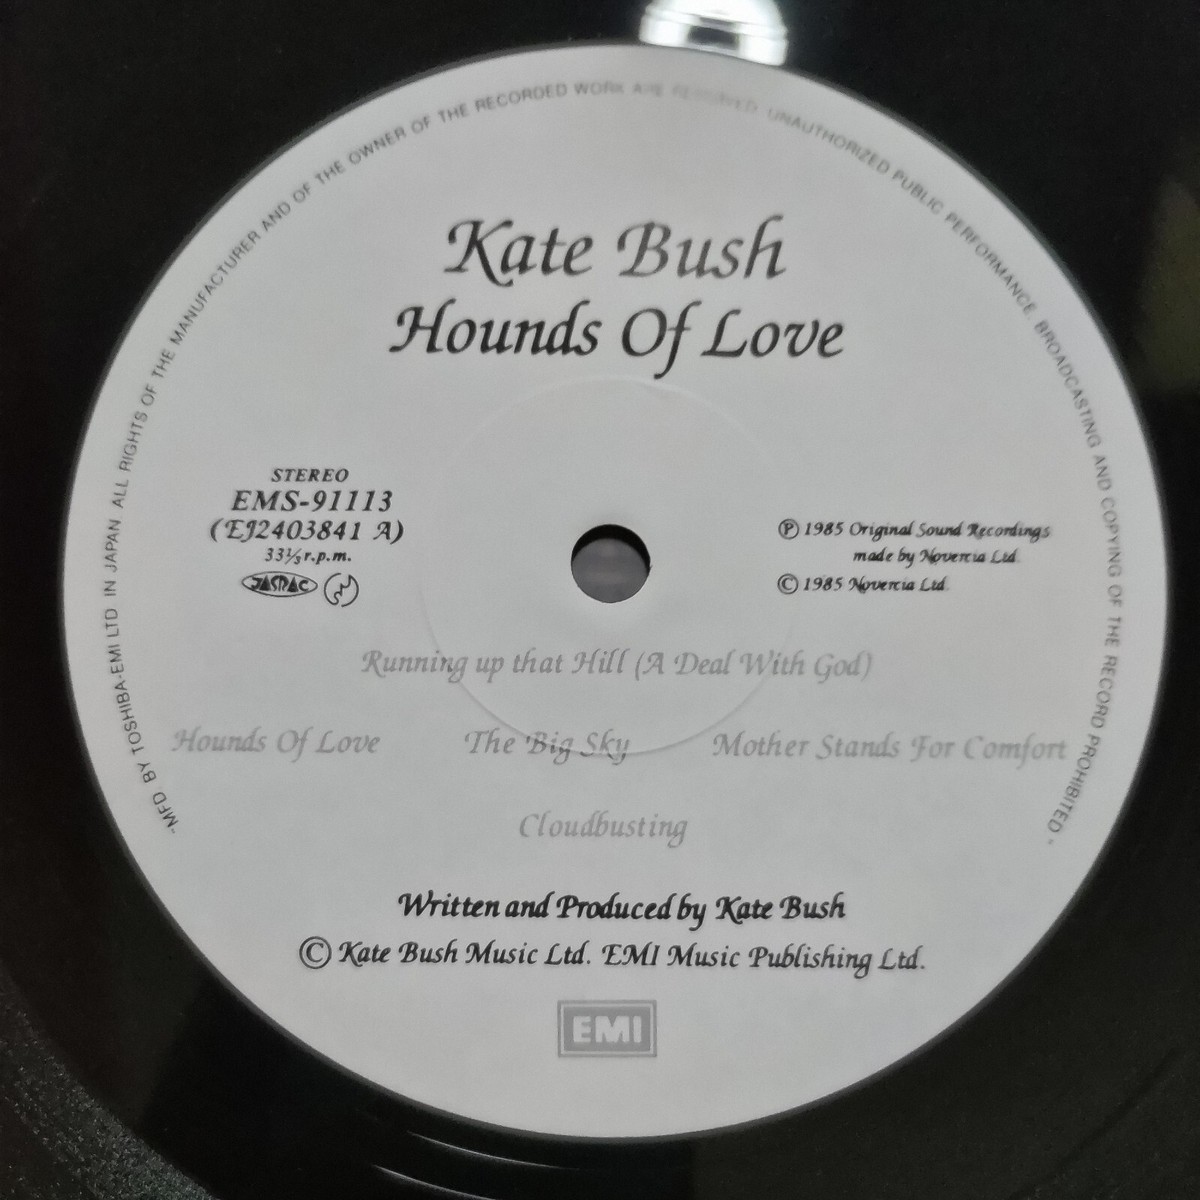 "MFD BY TOSHIBA-EMI LTD IN JAPAN ALL RIGHTS OF THE MANUFACTURER AND OF THE OWNER OF THE RECORDED WORK ARE RESERVED. UNAUTHORIZED PUBLIC PERFORMANCE, BROADCASTING AND COPYING OF THE RECORD PROHIBITED"
Kate Bush
Hounds Of Love
STEREO
EMS-91113
(EJ2403841 A)
33⅓ r.p.m.
JASRAC
Ⓟ 1985 Original Sound Recordings
made by Novercia Ltd.
© 1985 Novercia Ltd.
Running up that Hill (A Deal With God)
Hounds Of Love The Big Sky Mother Stands For Comfort
Cloudbusting
Written and Produced by Kate Bush
© Kate Bush Music Ltd. EMI Music Publishing Ltd.
EMI